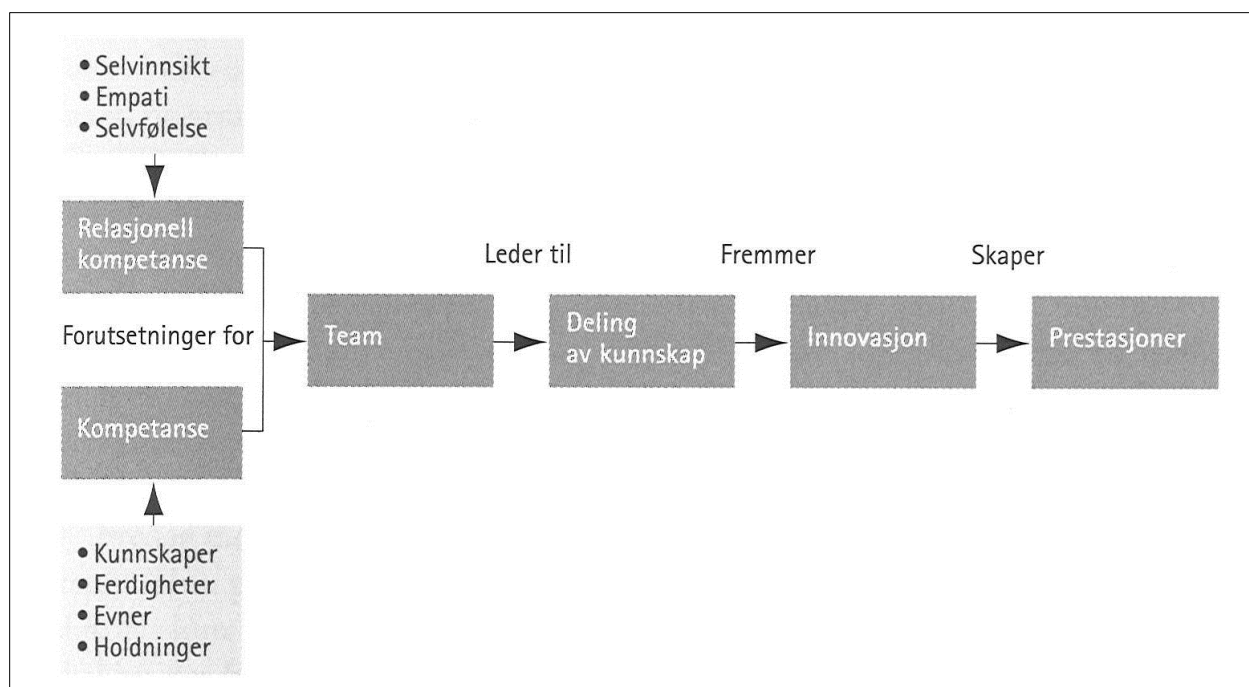 • Selvinnsikt
• Empati
• Selvfølelse
Relasjonell
kompetanse
Forutsetninger for
Kompetanse
• Kunnskaper
• Ferdigheter
• Evner
• Holdninger
Team
Leder til
Deling
av kunnskap
Fremmer
Innovasjon
Skaper
Prestasjoner